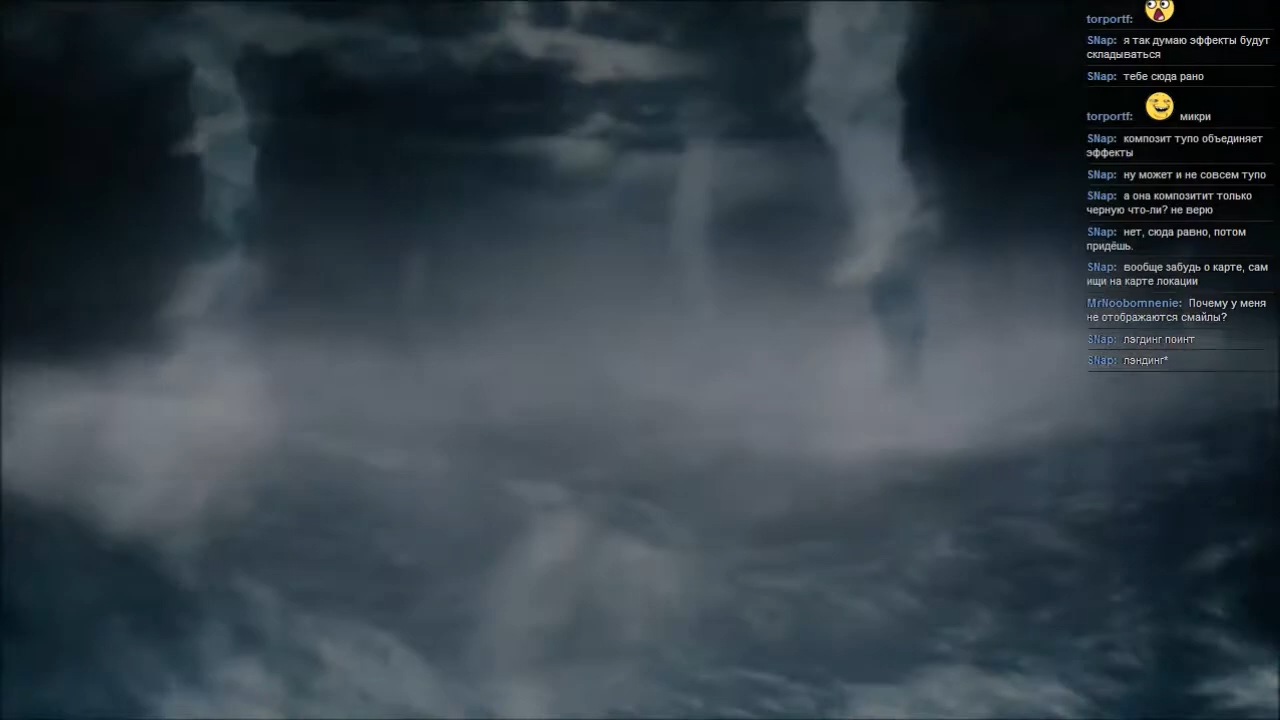 torportf:
SNap: я так думаю эффекты будут
складываться
SNap: тебе сюда рано
torportf: микри
SNap: композит тупо объединяет
эффекты
SNap: ну может и не совсем тупо
SNap: а она композитит только
черную что-ли? не верю
SNap: нет, сюда равно, потом
придёшь.
SNap: вообще забудь о карте, сам
ищи на карте локации
MrNoobomnenie: Почему у меня
не отображаются смайлы?
SNap: лэгдинг поинт
SNap: лэндинг*